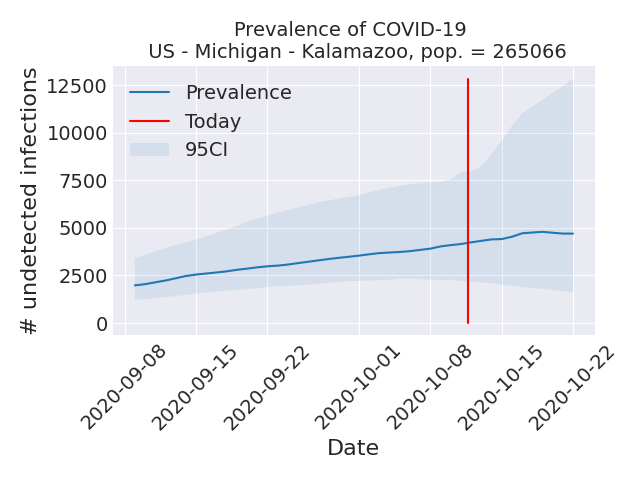 Prevalence of COVID-19
US - Michigan - Kalamazoo, pop. = 265066
# undetected infections
12500
10000
7500
5000
2500
0
Prevalence
Today
95CI
2020-09-08
2020-09-15
2020-09-22
2020-10-01
2020-10-08
2020-10-15
2020-10-22
Date